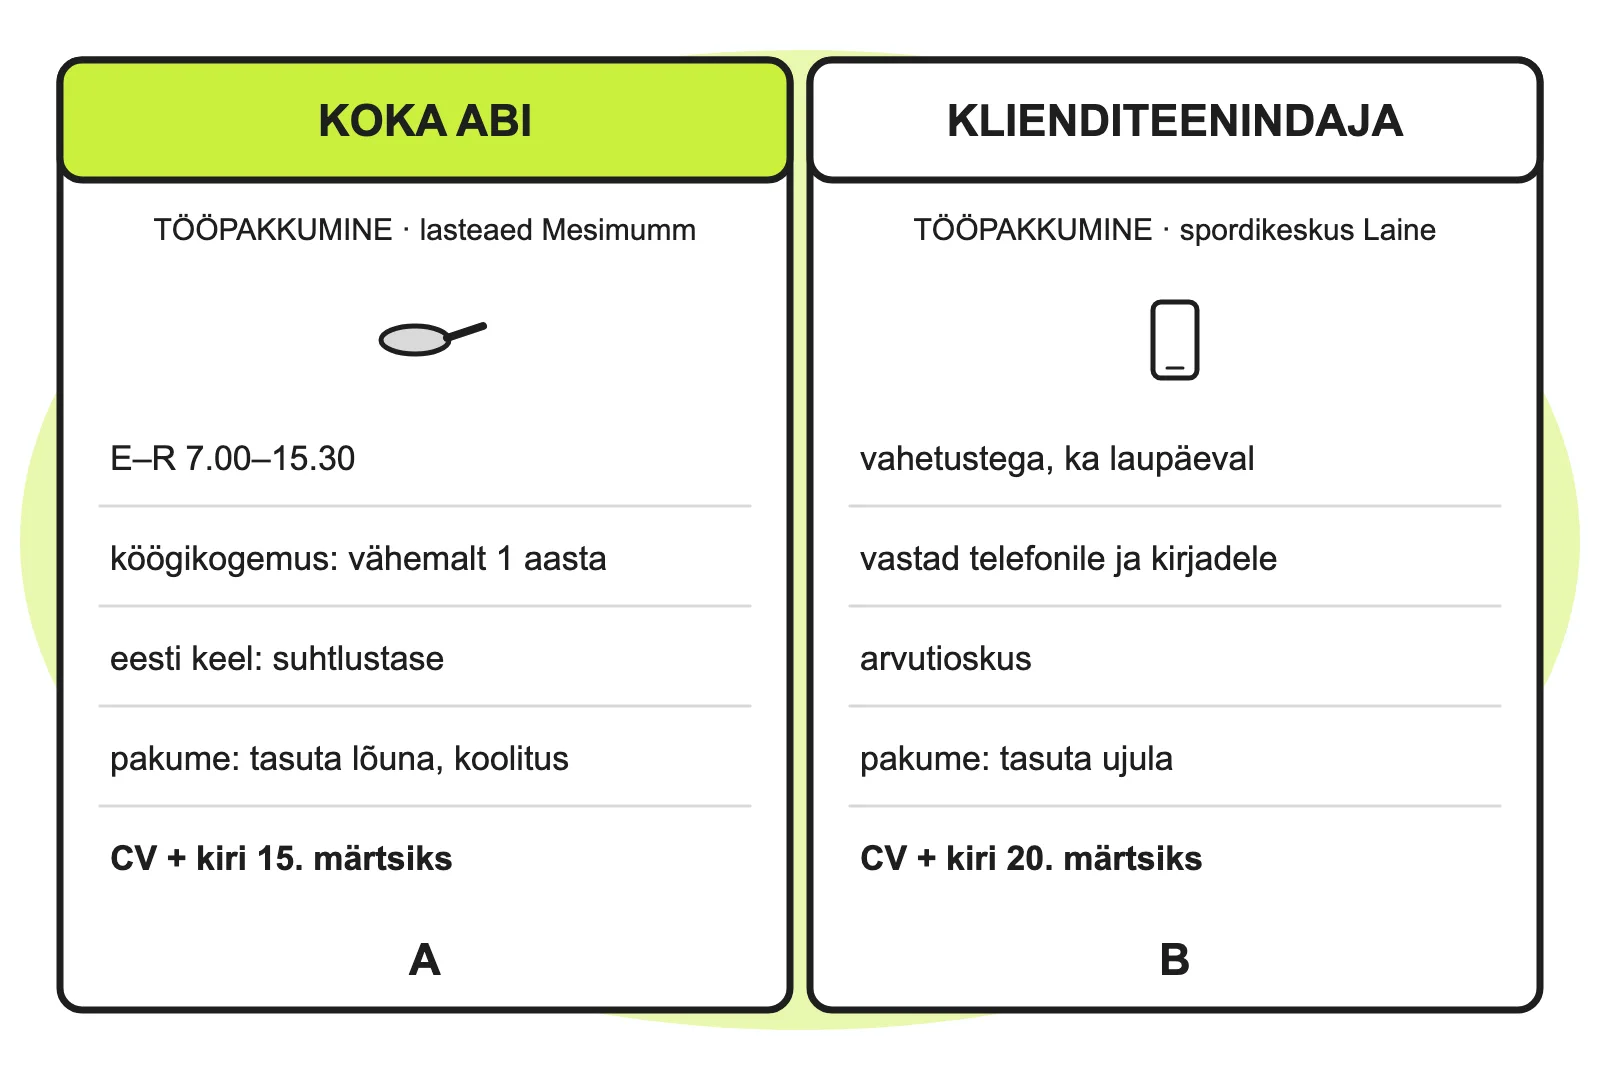 KOKA ABI
TÖÖPAKKUMINE · lasteaed Mesimumm
E–R 7.00–15.30
köögikogemus: vähemalt 1 aasta
eesti keel: suhtlustase
pakume: tasuta lõuna, koolitus
CV + kiri 15. märtsiks
A
KLIENDITEENINDAJA
TÖÖPAKKUMINE · spordikeskus Laine
vahetustega, ka laupäeval
vastad telefonile ja kirjadele
arvutioskus
pakume: tasuta ujula
CV + kiri 20. märtsiks
B